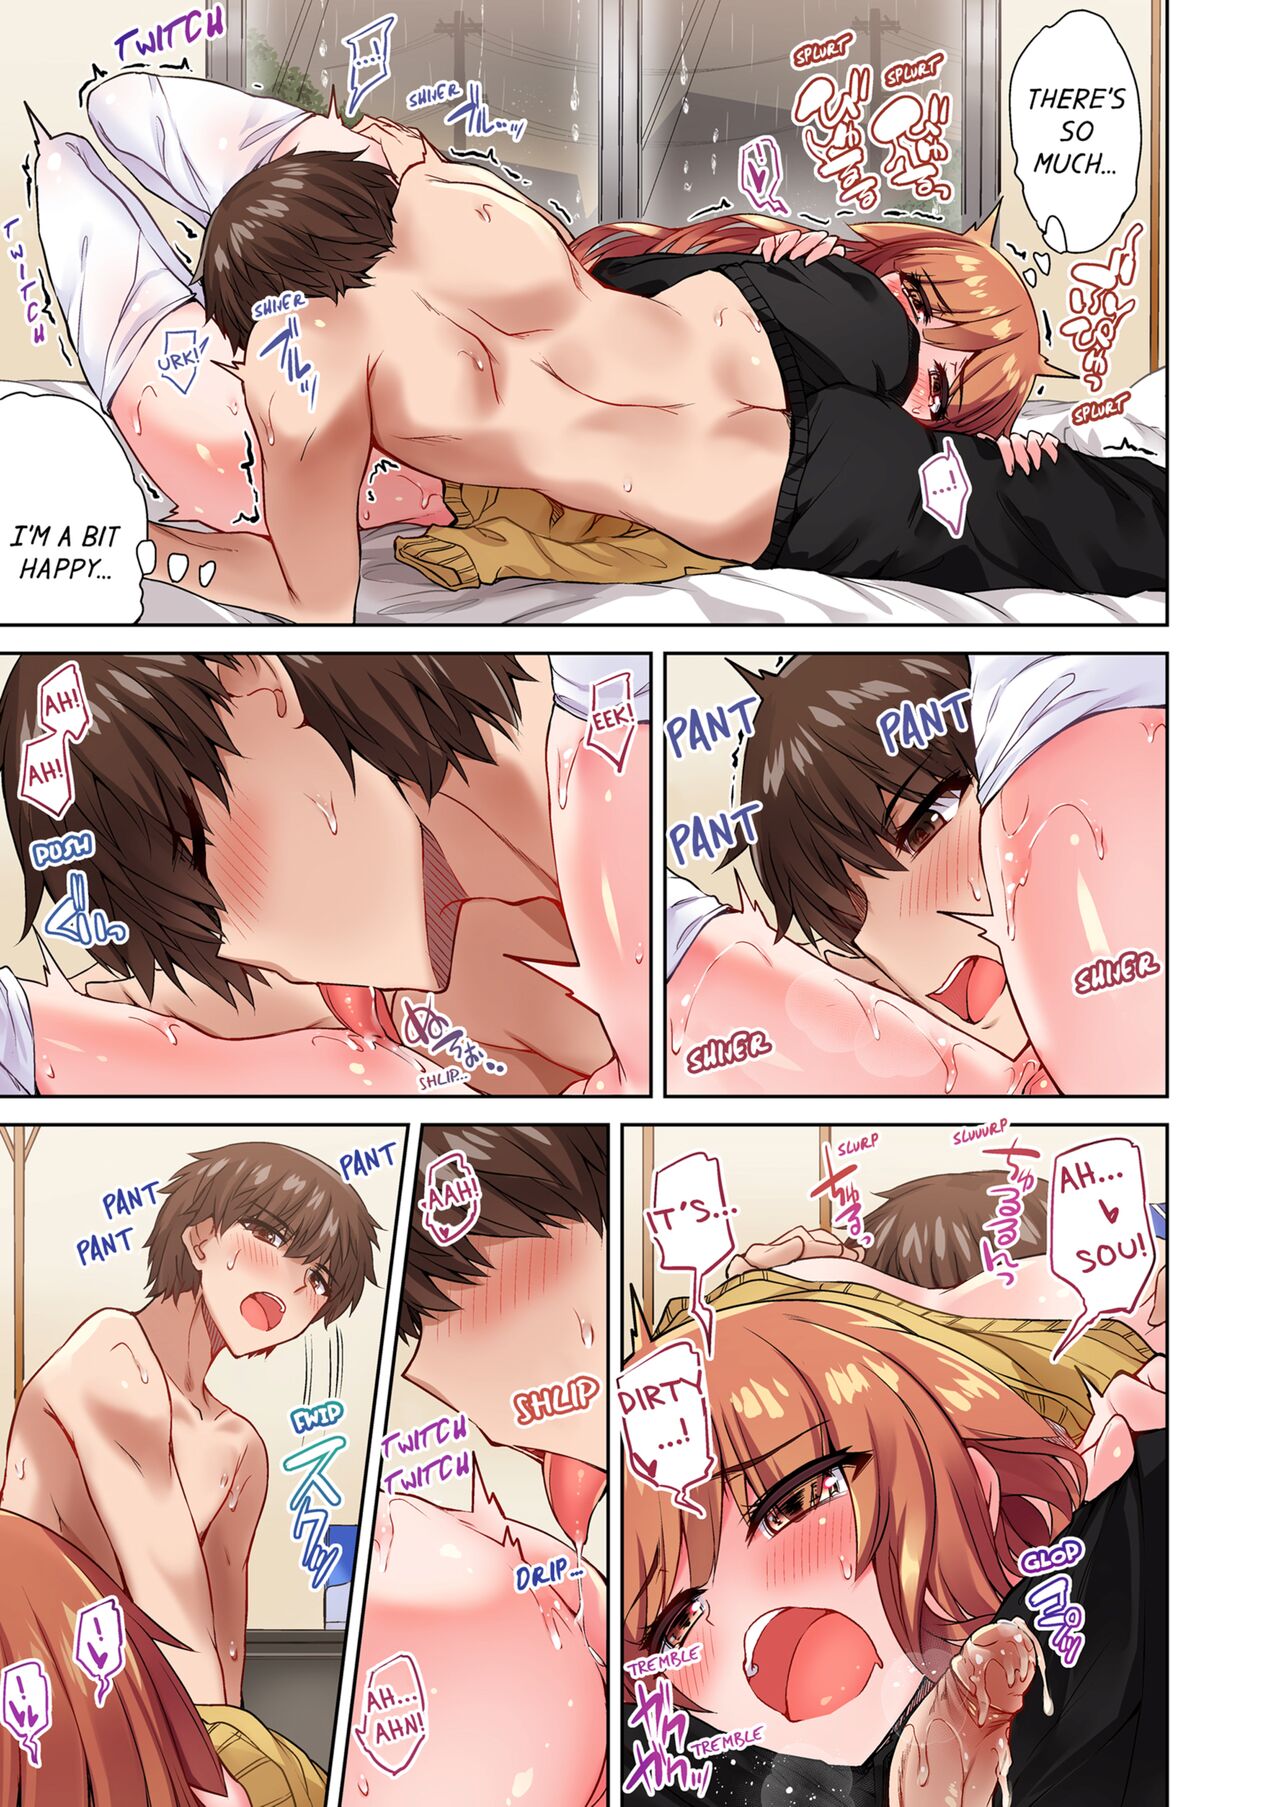 THERE'S
SO
MUCH...
SPLURT
SPLURT
SPLURT
...!
SHIVER
TWITCH
TWITCH
URK!
SHIVER
...!
I'M A BIT
HAPPY...
PANT
PANT
PANT
SHIVER
SHIVER
EEK!
AH!
AH!
PUSH
SHLIP...
AH...
SOU!
SLUUURP
SLURP
IT'S...
DIRTY
...!
GLOP
TREMBLE
TREMBLE
AAH!
SHLIP
TWITCH
TWITCH
DRIP...
AH...
AHN!
PANT
PANT
PANT
FWIP